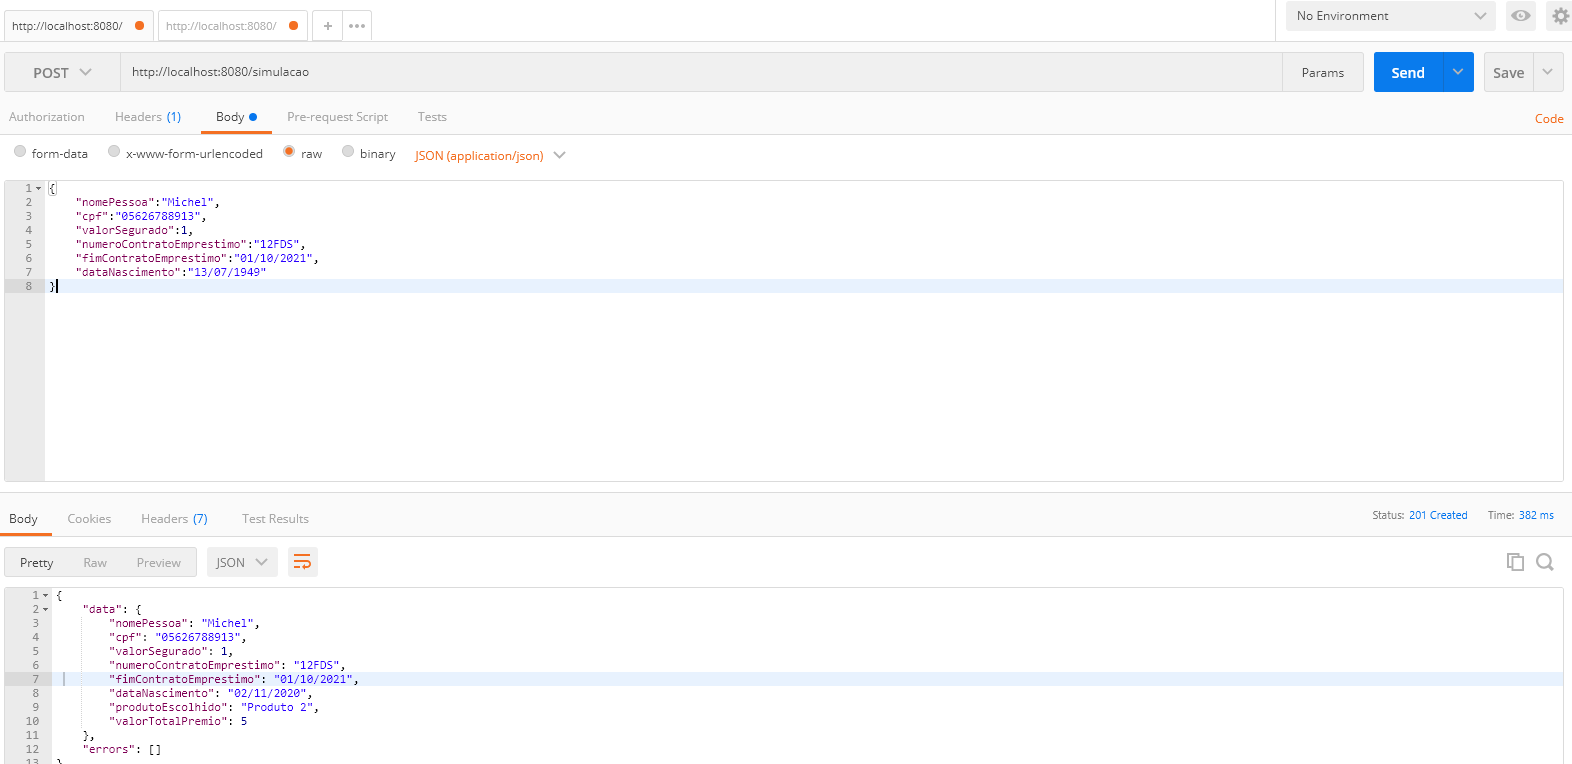 http://localhost:8080/ http://localhost:8080/ + ••• No Environment
POST http://localhost:8080/simulacao Params Send Save
Authorization Headers (1) Body Pre-request Script Tests Code
form-data x-www-form-urlencoded raw binary JSON (application/json)
1 {
2 "nomePessoa":"Michel",
3 "cpf":"05626788913",
4 "valorSegurado":1,
5 "numeroContratoEmprestimo":"12FDS",
6 "fimContratoEmprestimo":"01/10/2021",
7 "dataNascimento":"13/07/1949"
8 }
Body Cookies Headers (7) Test Results Status: 201 Created Time: 382 ms
Pretty Raw Preview JSON
1 {
2 "data": {
3 "nomePessoa": "Michel",
4 "cpf": "05626788913",
5 "valorSegurado": 1,
6 "numeroContratoEmprestimo": "12FDS",
7 "fimContratoEmprestimo": "01/10/2021",
8 "dataNascimento": "02/11/2020",
9 "produtoEscolhido": "Produto 2",
10 "valorTotalPremio": 5
11 },
12 "errors": []
13 }